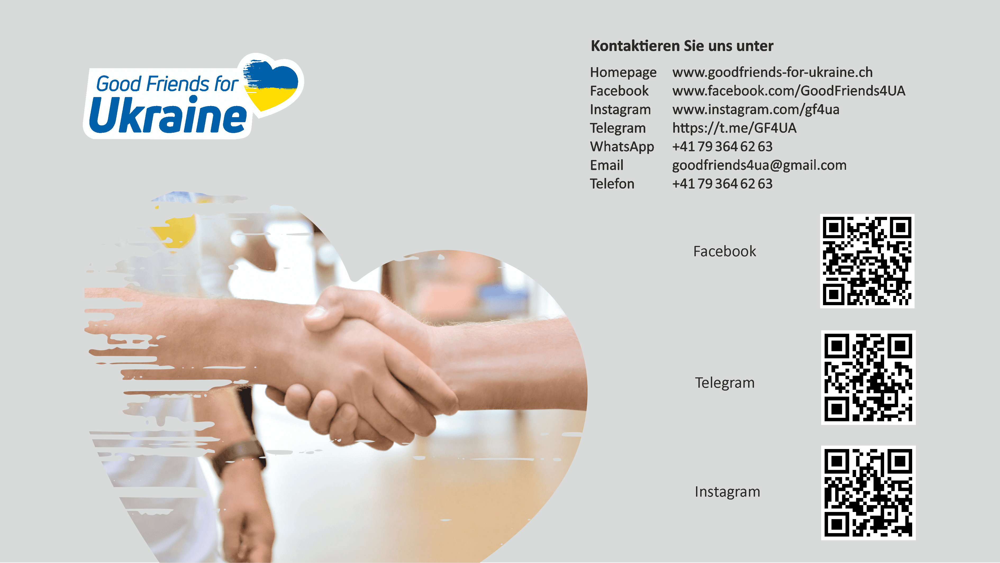 Good Friends for
Ukraine
Kontaktieren Sie uns unter
Homepage www.goodfriends-for-ukraine.ch
Facebook www.facebook.com/GoodFriends4UA
Instagram www.instagram.com/gf4ua
Telegram https://t.me/GF4UA
WhatsApp +41 79 364 62 63
Email goodfriends4ua@gmail.com
Telefon +41 79 364 62 63
Facebook
Telegram
Instagram